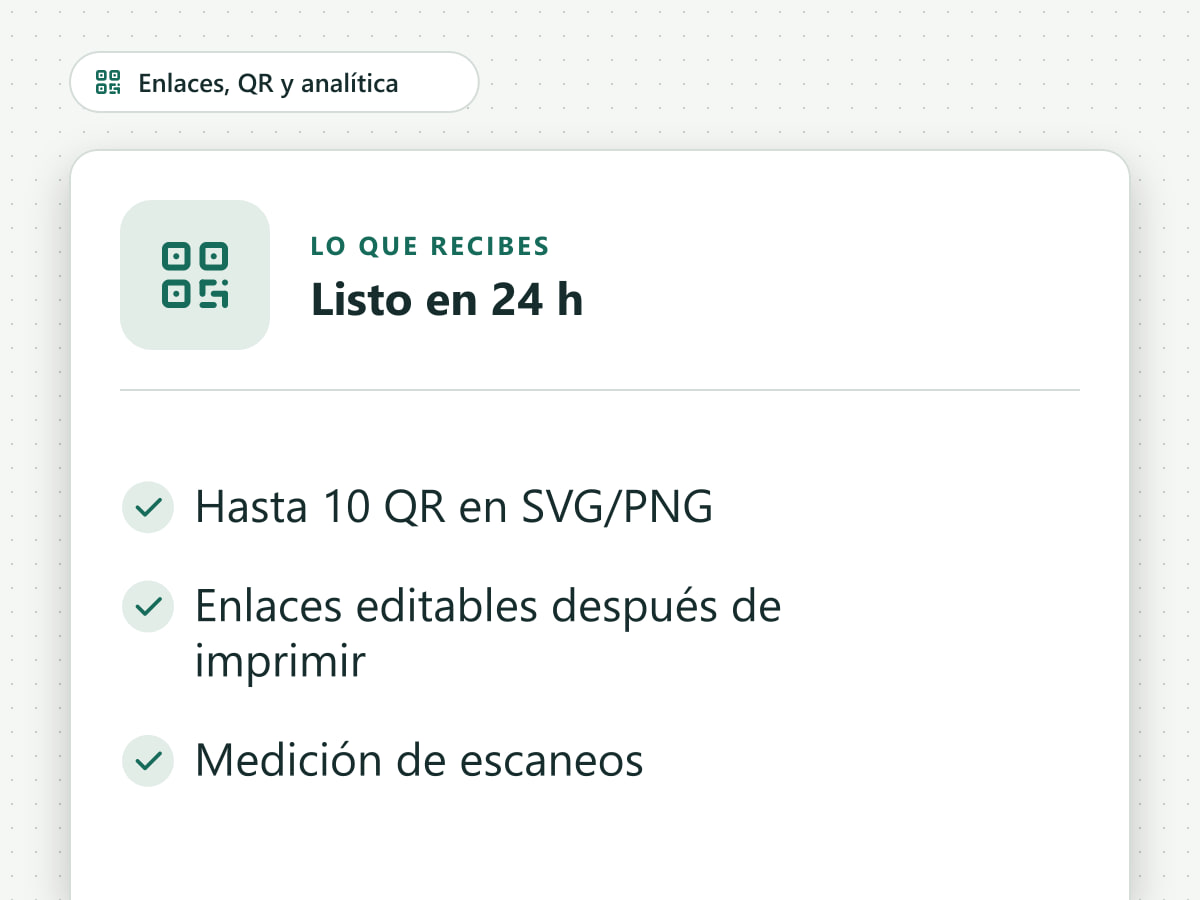 Enlaces, QR y analítica
LO QUE RECIBES
Listo en 24 h
Hasta 10 QR en SVG/PNG
Enlaces editables después de
imprimir
Medición de escaneos